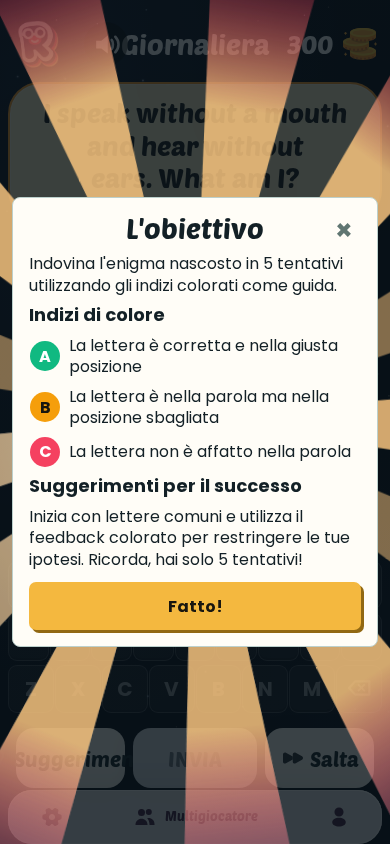 Giornaliera 300
I speak without a mouth
and hear without
ears. What am I?
L'obiettivo
Indovina l'enigma nascosto in 5 tentativi
utilizzando gli indizi colorati come guida.
Indizi di colore
A La lettera è corretta e nella giusta
posizione
B La lettera è nella parola ma nella
posizione sbagliata
C La lettera non è affatto nella parola
Suggerimenti per il successo
Inizia con lettere comuni e utilizza il
feedback colorato per restringere le tue
ipotesi. Ricorda, hai solo 5 tentativi!
Fatto!
Z X C V B N M
INVIA Salta
Multigiocatore